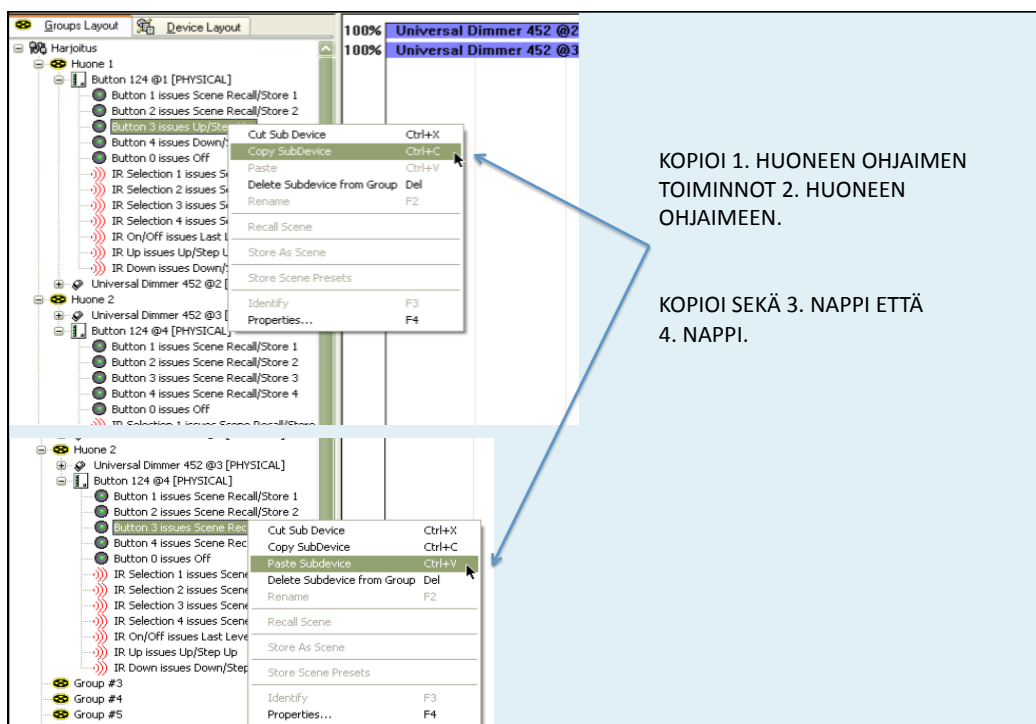 Groups Layout
Device Layout
Harjoitus
Huone 1
Button 124 @1 [PHYSICAL]
Button 1 issues Scene Recall/Store 1
Button 2 issues Scene Recall/Store 2
Button 3 issues Up/Step
Button 4 issues Down/
Button 0 issues Off
IR Selection 1 issues S
IR Selection 2 issues S
IR Selection 3 issues S
IR Selection 4 issues S
IR On/Off issues Last L
IR Up issues Up/Step U
IR Down issues Down/
Universal Dimmer 452 @2 [
Huone 2
Universal Dimmer 452 @3 [
Button 124 @4 [PHYSICAL]
Button 1 issues Scene Recall/Store 1
Button 2 issues Scene Recall/Store 2
Button 3 issues Scene Recall/Store 3
Button 4 issues Scene Recall/Store 4
Button 0 issues Off
IR Selection 1 issues Scene Recall/Store
Cut Sub Device Ctrl+X
Copy SubDevice Ctrl+C
Paste Ctrl+V
Delete Subdevice from Group Del
Rename F2
Recall Scene
Store As Scene
Store Scene Presets
Identify F3
Properties... F4
100% Universal Dimmer 452 @2
100% Universal Dimmer 452 @3
KOPIOI 1. HUONEEN OHJAIMEN
TOIMINNOT 2. HUONEEN
OHJAIMEEN.
KOPIOI SEKÄ 3. NAPPI ETTÄ
4. NAPPI.
Huone 2
Universal Dimmer 452 @3 [PHYSICAL]
Button 124 @4 [PHYSICAL]
Button 1 issues Scene Recall/Store 1
Button 2 issues Scene Recall/Store 2
Button 3 issues Scene Rec
Button 4 issues Scene Rec
Button 0 issues Off
IR Selection 1 issues Scene
IR Selection 2 issues Scene
IR Selection 3 issues Scene
IR Selection 4 issues Scene
IR On/Off issues Last Leve
IR Up issues Up/Step Up
IR Down issues Down/Step
Group #3
Group #4
Group #5
Cut Sub Device Ctrl+X
Copy SubDevice Ctrl+C
Paste Subdevice Ctrl+V
Delete Subdevice from Group Del
Rename F2
Recall Scene
Store As Scene
Store Scene Presets
Identify F3
Properties... F4